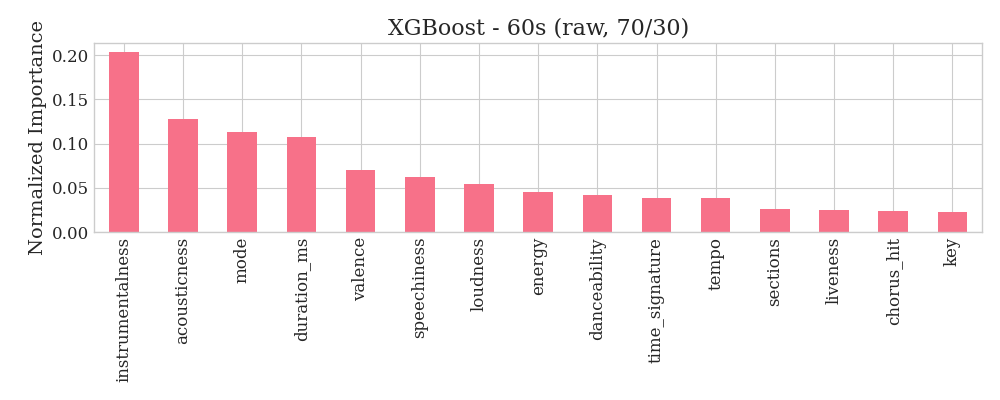 XGBoost - 60s (raw, 70/30)
Normalized Importance
0.20
0.15
0.10
0.05
0.00
instrumentalness
acousticness
mode
duration_ms
valence
speechiness
loudness
energy
danceability
time_signature
tempo
sections
liveness
chorus_hit
key